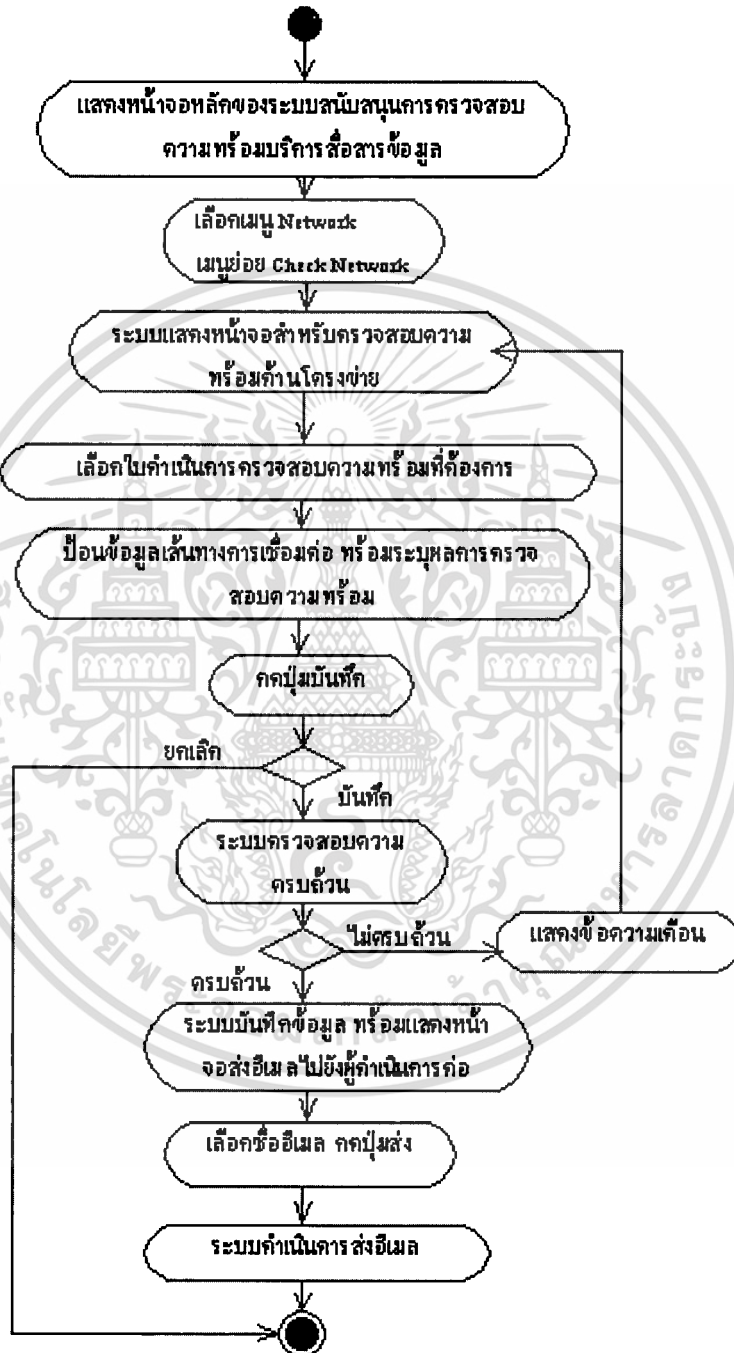 แสดงหน้าจอหลักของระบบสนับสนุนการตรวจสอบ
ความพร้อมบริการสื่อสารข้อมูล
เลือกเมนู Network
เมนูย่อย Check Network
ระบบแสดงหน้าจอสำหรับตรวจสอบความ
พร้อมด้านโครงข่าย
เลือกใบดำเนินการตรวจสอบความพร้อมที่ต้องการ
ป้อนข้อมูลเส้นทางการเชื่อมต่อ พร้อมระบุผลการตรวจ
สอบความพร้อม
กดปุ่มบันทึก
ยกเลิก
บันทึก
ระบบตรวจสอบความ
ครบถ้วน
ไม่ครบถ้วน
แสดงข้อความเตือน
ครบถ้วน
ระบบบันทึกข้อมูล พร้อมแสดงหน้า
จอส่งอีเมลไปยังผู้ดำเนินการต่อ
เลือกชื่ออีเมล กดปุ่มส่ง
ระบบดำเนินการส่งอีเมล